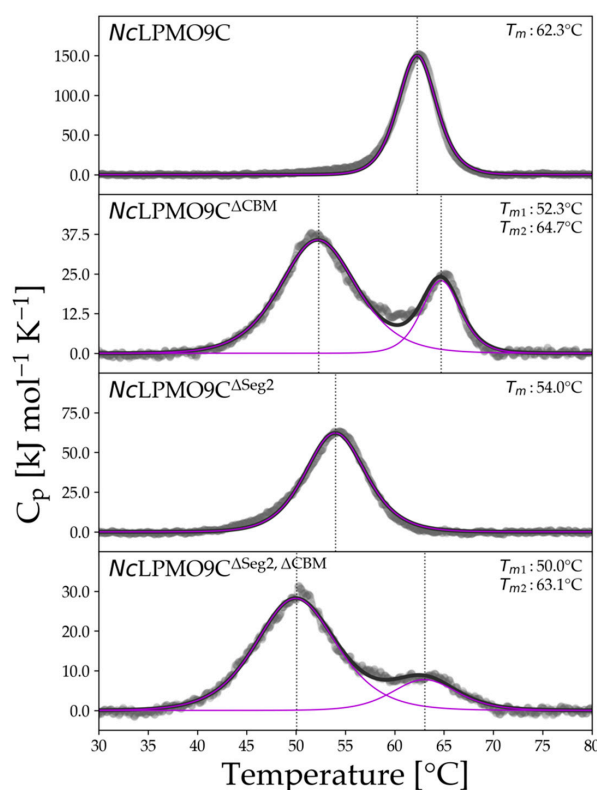 NcLPMO9C
Tm : 62.3°C
150.0
100.0
50.0
0.0
NcLPMO9CΔCBM
Tm1 : 52.3°C
Tm2 : 64.7°C
37.5
25.0
12.5
0.0
NcLPMO9CΔSeg2
Tm : 54.0°C
75.0
50.0
25.0
0.0
NcLPMO9CΔSeg2, ΔCBM
Tm1 : 50.0°C
Tm2 : 63.1°C
30.0
20.0
10.0
0.0
Cp [kJ mol−1 K−1]
30 35 40 45 50 55 60 65 70 75 80
Temperature [°C]